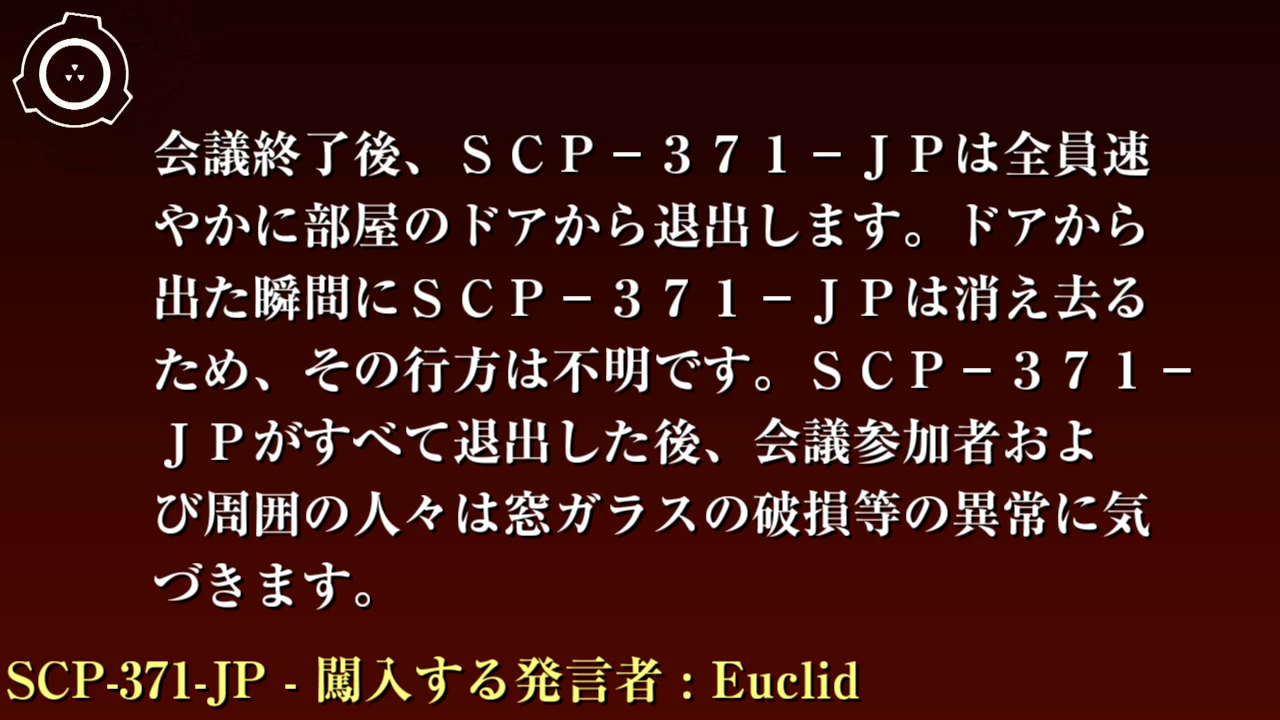 会議終了後、ＳＣＰ－３７１－ＪＰは全員速
やかに部屋のドアから退出します。ドアから
出た瞬間にＳＣＰ－３７１－ＪＰは消え去る
ため、その行方は不明です。ＳＣＰ－３７１－
ＪＰがすべて退出した後、会議参加者およ
び周囲の人々は窓ガラスの破損等の異常に気
づきます。
SCP-371-JP - 闖入する発言者：Euclid